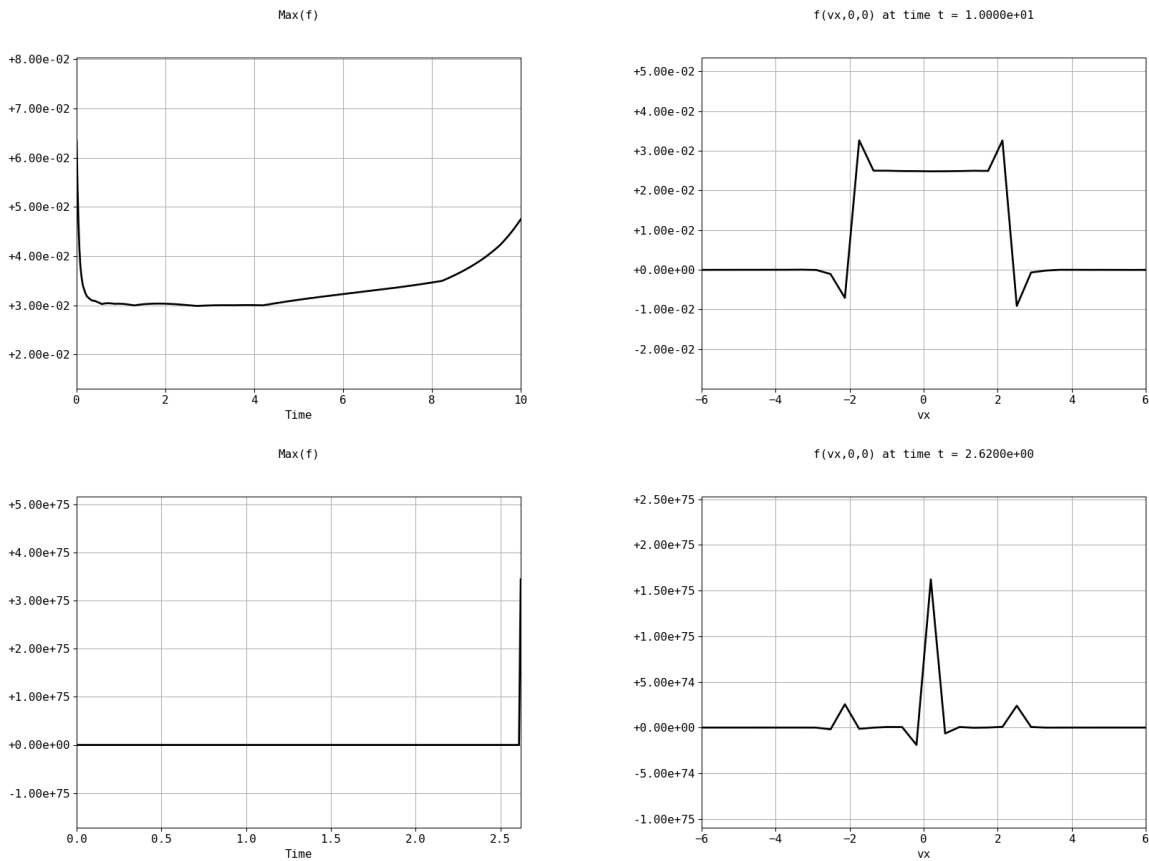 Max(f)
+8.00e-02
+7.00e-02
+6.00e-02
+5.00e-02
+4.00e-02
+3.00e-02
+2.00e-02
0 2 4 6 8 10
Time
f(vx,0,0) at time t = 1.0000e+01
+5.00e-02
+4.00e-02
+3.00e-02
+2.00e-02
+1.00e-02
+0.00e+00
-1.00e-02
-2.00e-02
−6 −4 −2 0 2 4 6
vx
Max(f)
+5.00e+75
+4.00e+75
+3.00e+75
+2.00e+75
+1.00e+75
+0.00e+00
-1.00e+75
0.0 0.5 1.0 1.5 2.0 2.5
Time
f(vx,0,0) at time t = 2.6200e+00
+2.50e+75
+2.00e+75
+1.50e+75
+1.00e+75
+5.00e+74
+0.00e+00
-5.00e+74
-1.00e+75
−6 −4 −2 0 2 4 6
vx